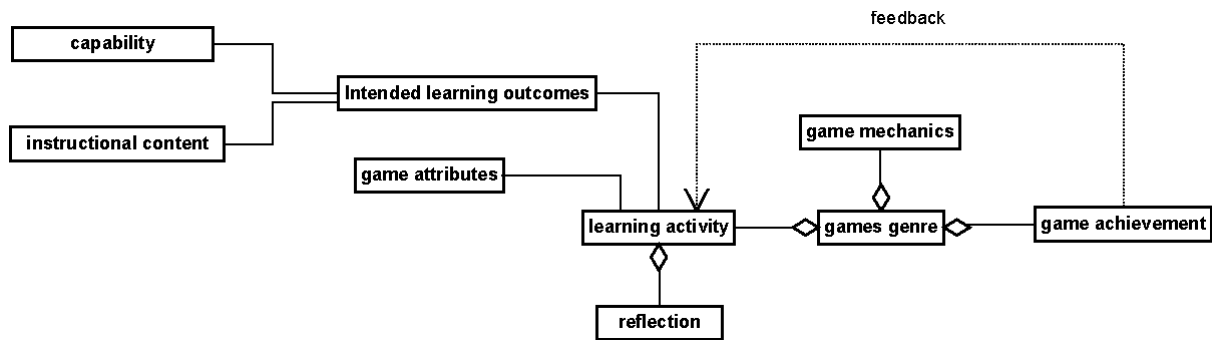 feedback
capability
Intended learning outcomes
instructional content
game mechanics
game attributes
learning activity
games genre
game achievement
reflection